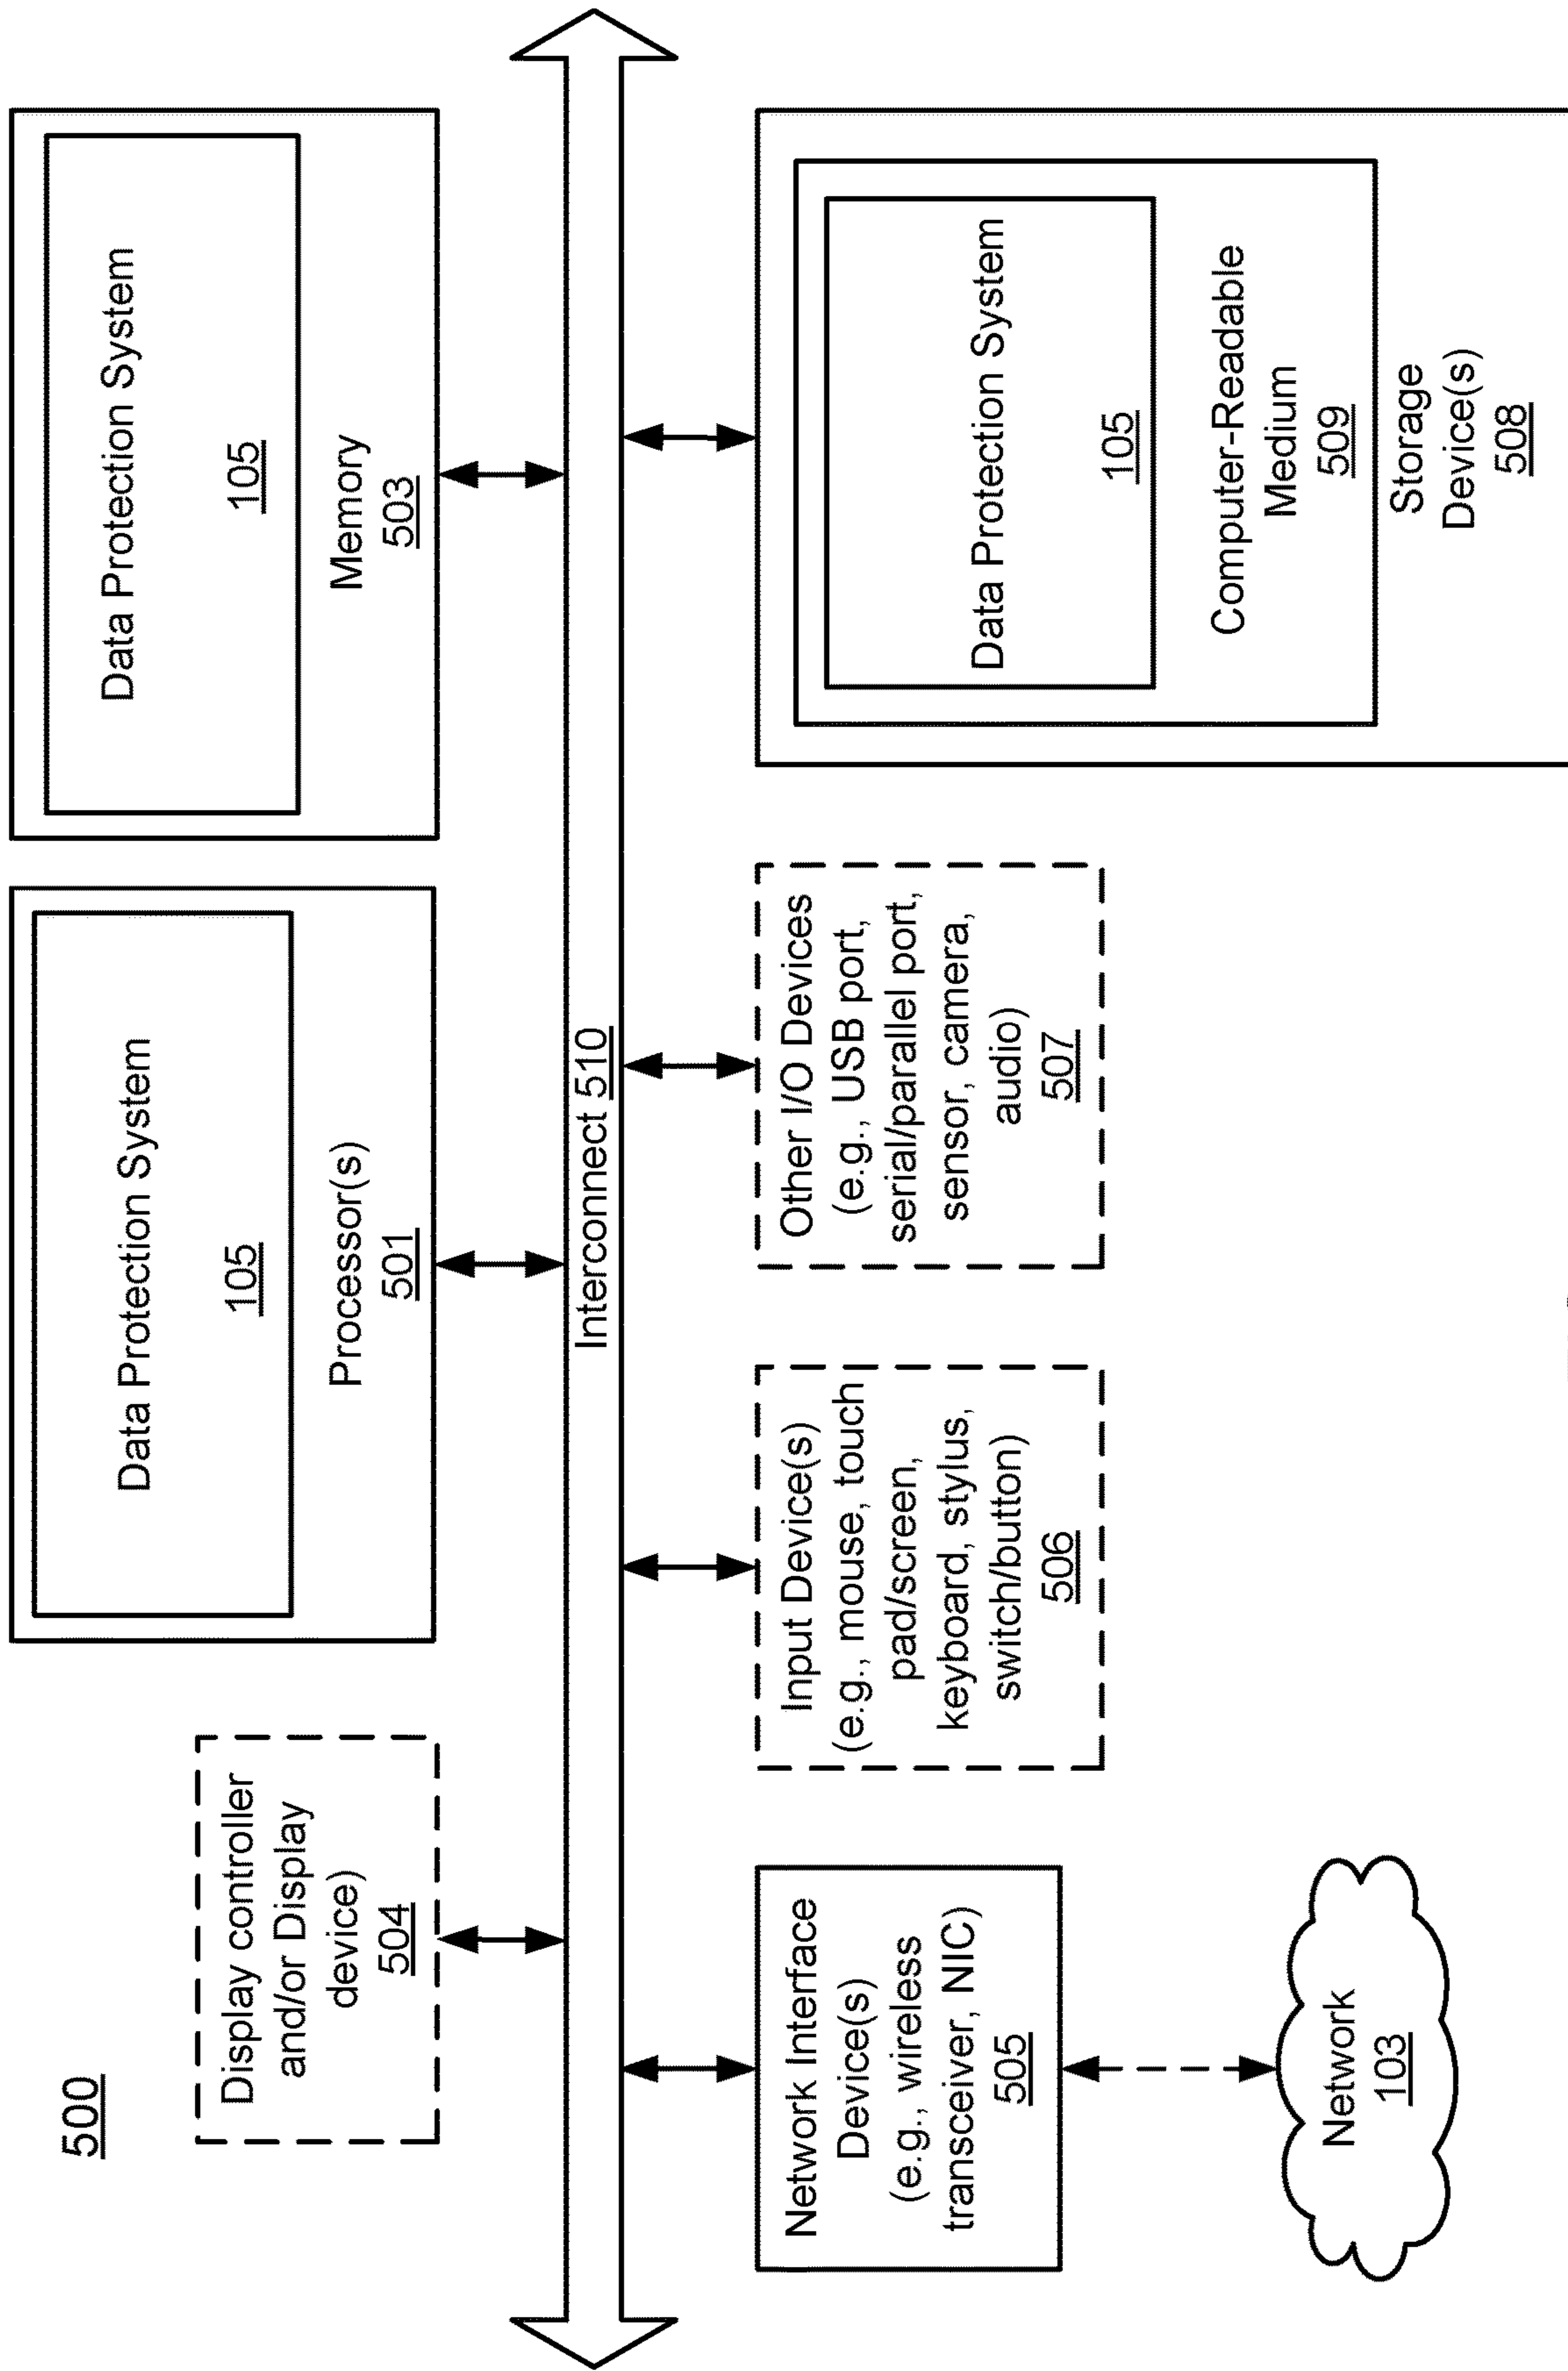 500
Display controller
and/or Display
device)
504
Data Protection System
105
Processor(s)
501
Data Protection System
105
Memory
503
Interconnect 510
Network Interface
Device(s)
(e.g., wireless
transceiver, NIC)
505
Input Device(s)
(e.g., mouse, touch
pad/screen,
keyboard, stylus,
switch/button)
506
Other I/O Devices
(e.g., USB port,
serial/parallel port,
sensor, camera,
audio)
507
Data Protection System
105
Computer-Readable
Medium
509
Storage
Device(s)
508
Network
103